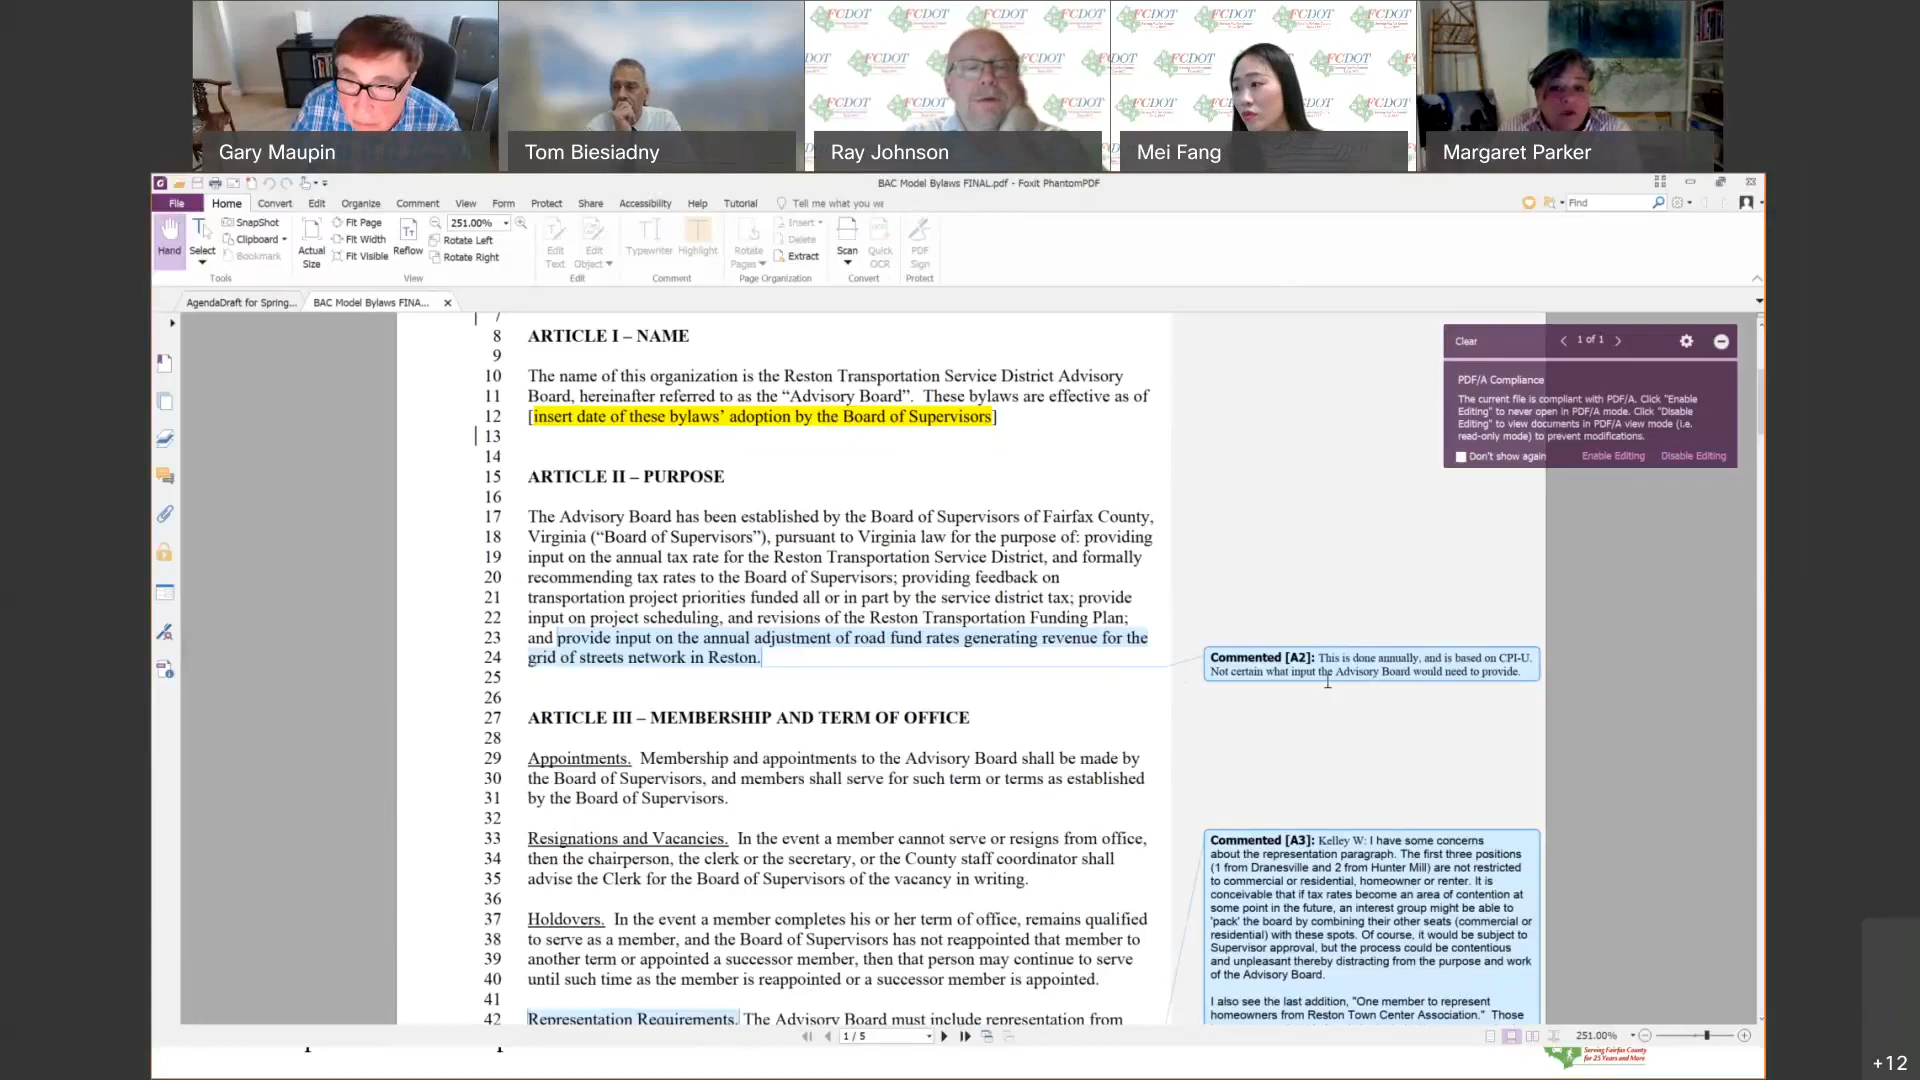 FCDOT
Gary Maupin
Tom Biesiadny
Ray Johnson
Mei Fang
Margaret Parker
BAC Model Bylaws FINAL.pdf - Foxit PhantomPDF
File Home Convert Edit Organize Comment View Form Protect Share Accessibility Help Tutorial Tell me what you wa Find
Hand Select
SnapShot
Clipboard
Bookmark
Tools
Actual Size
Fit Page
Fit Width
Fit Visible
Reflow
251.00%
Rotate Left
Rotate Right
View
Edit Text
Edit Object
Edit
Typewriter Highlight
Comment
Rotate Pages
Insert
Delete
Extract
Page Organization
Scan
Quick OCR
Convert
PDF Sign
Protect
AgendaDraft for Spring... BAC Model Bylaws FINA...
7
8 ARTICLE I – NAME
9
10 The name of this organization is the Reston Transportation Service District Advisory
11 Board, hereinafter referred to as the “Advisory Board”. These bylaws are effective as of
12 [insert date of these bylaws’ adoption by the Board of Supervisors]
13
14
15 ARTICLE II – PURPOSE
16
17 The Advisory Board has been established by the Board of Supervisors of Fairfax County,
18 Virginia (“Board of Supervisors”), pursuant to Virginia law for the purpose of: providing
19 input on the annual tax rate for the Reston Transportation Service District, and formally
20 recommending tax rates to the Board of Supervisors; providing feedback on
21 transportation project priorities funded all or in part by the service district tax; provide
22 input on project scheduling, and revisions of the Reston Transportation Funding Plan;
23 and provide input on the annual adjustment of road fund rates generating revenue for the
24 grid of streets network in Reston.
25
26
27 ARTICLE III – MEMBERSHIP AND TERM OF OFFICE
28
29 Appointments. Membership and appointments to the Advisory Board shall be made by
30 the Board of Supervisors, and members shall serve for such term or terms as established
31 by the Board of Supervisors.
32
33 Resignations and Vacancies. In the event a member cannot serve or resigns from office,
34 then the chairperson, the clerk or the secretary, or the County staff coordinator shall
35 advise the Clerk for the Board of Supervisors of the vacancy in writing.
36
37 Holdovers. In the event a member completes his or her term of office, remains qualified
38 to serve as a member, and the Board of Supervisors has not reappointed that member to
39 another term or appointed a successor member, then that person may continue to serve
40 until such time as the member is reappointed or a successor member is appointed.
41
42 Representation Requirements. The Advisory Board must include representation from
Clear 1 of 1
PDF/A Compliance
The current file is compliant with PDF/A. Click "Enable
Editing" to never open in PDF/A mode. Click "Disable
Editing" to view documents in PDF/A view mode (i.e.
read-only mode) to prevent modifications.
Don't show again Enable Editing Disable Editing
Commented [A2]: This is done annually, and is based on CPI-U.
Not certain what input the Advisory Board would need to provide.
Commented [A3]: Kelley W: I have some concerns
about the representation paragraph. The first three positions
(1 from Dranesville and 2 from Hunter Mill) are not restricted
to commercial or residential, homeowner or renter. It is
conceivable that if tax rates become an area of contention at
some point in the future, an interest group might be able to
'pack' the board by combining their other seats (commercial or
residential) with these spots. Of course, it would be subject to
Supervisor approval, but the process could be contentious
and unpleasant thereby distracting from the purpose and work
of the Advisory Board.
I also see the last addition, "One member to represent
homeowners from Reston Town Center Association." Those
1 / 5
251.00%
Serving Fairfax County
for 25 Years and More
+12